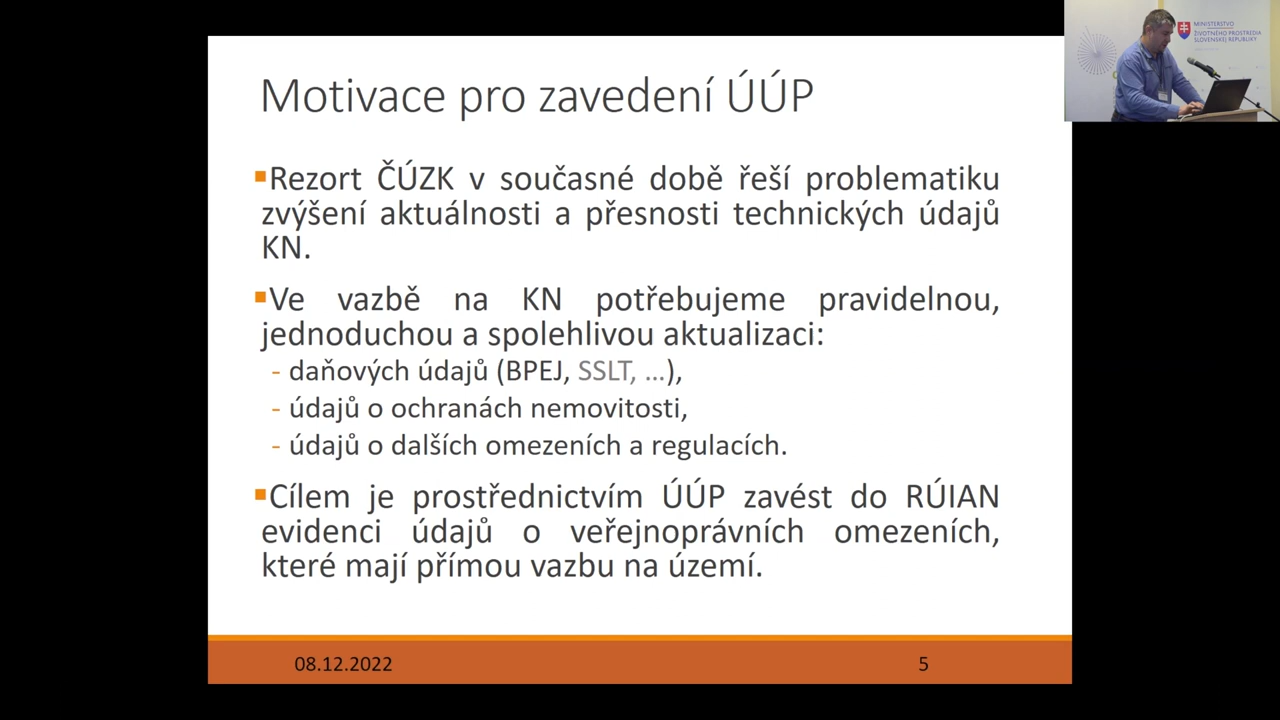 Motivace pro zavedení ÚÚP
▪Rezort ČÚZK v současné době řeší problematiku
zvýšení aktuálnosti a přesnosti technických údajů
KN.
▪Ve vazbě na KN potřebujeme pravidelnou,
jednoduchou a spolehlivou aktualizaci:
- daňových údajů (BPEJ, SSLT, …),
- údajů o ochranách nemovitosti,
- údajů o dalších omezeních a regulacích.
▪Cílem je prostřednictvím ÚÚP zavést do RÚIAN
evidenci údajů o veřejnoprávních omezeních,
které mají přímou vazbu na území.
08.12.2022
5
MINISTERSTVO
ŽIVOTNÉHO PROSTREDIA
SLOVENSKEJ REPUBLIKY